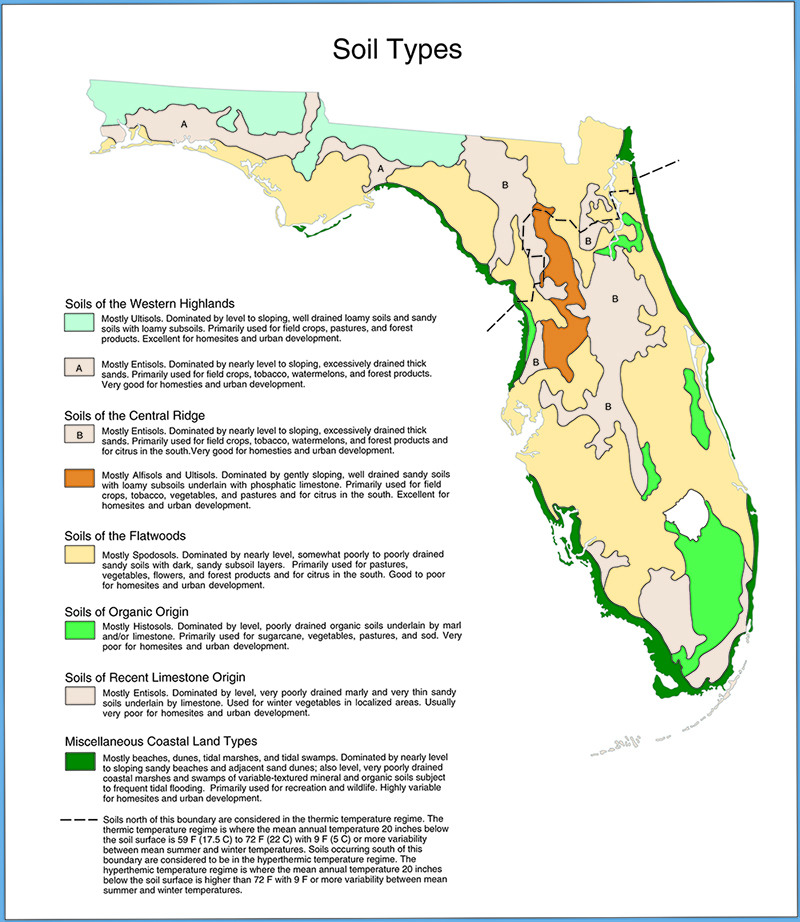 Soil Types
A
A
B
B
B
B
B
Soils of the Western Highlands
Mostly Ultisols. Dominated by level to sloping, well drained loamy soils and sandy
soils with loamy subsoils. Primarily used for field crops, pastures, and forest
products. Excellent for homesites and urban development.
A
Mostly Entisols. Dominated by nearly level to sloping, excessively drained thick
sands. Primarily used for field crops, tobacco, watermelons, and forest products.
Very good for homesties and urban development.
Soils of the Central Ridge
B
Mostly Entisols. Dominated by nearly level to sloping, excessively drained thick
sands. Primarily used for field crops, tobacco, watermelons, and forest products and
for citrus in the south.Very good for homesties and urban development.
Mostly Alfisols and Ultisols. Dominated by gently sloping, well drained sandy soils
with loamy subsoils underlain with phosphatic limestone. Primarily used for field
crops, tobacco, vegetables, and pastures and for citrus in the south. Excellent for
homesites and urban development.
Soils of the Flatwoods
Mostly Spodosols. Dominated by nearly level, somewhat poorly to poorly drained
sandy soils with dark, sandy subsoil layers. Primarily used for pastures,
vegetables, flowers, and forest products and for citrus in the south. Good to poor
for homesites and urban development.
Soils of Organic Origin
Mostly Histosols. Dominated by level, poorly drained organic soils underlain by marl
and/or limestone. Primarily used for sugarcane, vegetables, pastures, and sod. Very
poor for homesites and urban development.
Soils of Recent Limestone Origin
Mostly Entisols. Dominated by level, very poorly drained marly and very thin sandy
soils underlain by limestone. Used for winter vegetables in localized areas. Usually
very poor for homesites and urban development.
Miscellaneous Coastal Land Types
Mostly beaches, dunes, tidal marshes, and tidal swamps. Dominated by nearly level
to sloping sandy beaches and adjacent sand dunes; also level, very poorly drained
coastal marshes and swamps of variable-textured mineral and organic soils subject
to frequent tidal flooding. Primarily used for recreation and wildlife. Highly variable
for homesites and urban development.
Soils north of this boundary are considered in the thermic temperature regime. The
thermic temperature regime is where the mean annual temperature 20 inches below
the soil surface is 59 F (17.5 C) to 72 F (22 C) with 9 F (5 C) or more variability
between mean summer and winter temperatures. Soils occurring south of this
boundary are considered to be in the hyperthermic temperature regime. The
hyperthemic temperature regime is where the mean annual temperature 20 inches
below the soil surface is higher than 72 F with 9 F or more variability between mean
summer and winter temperatures.